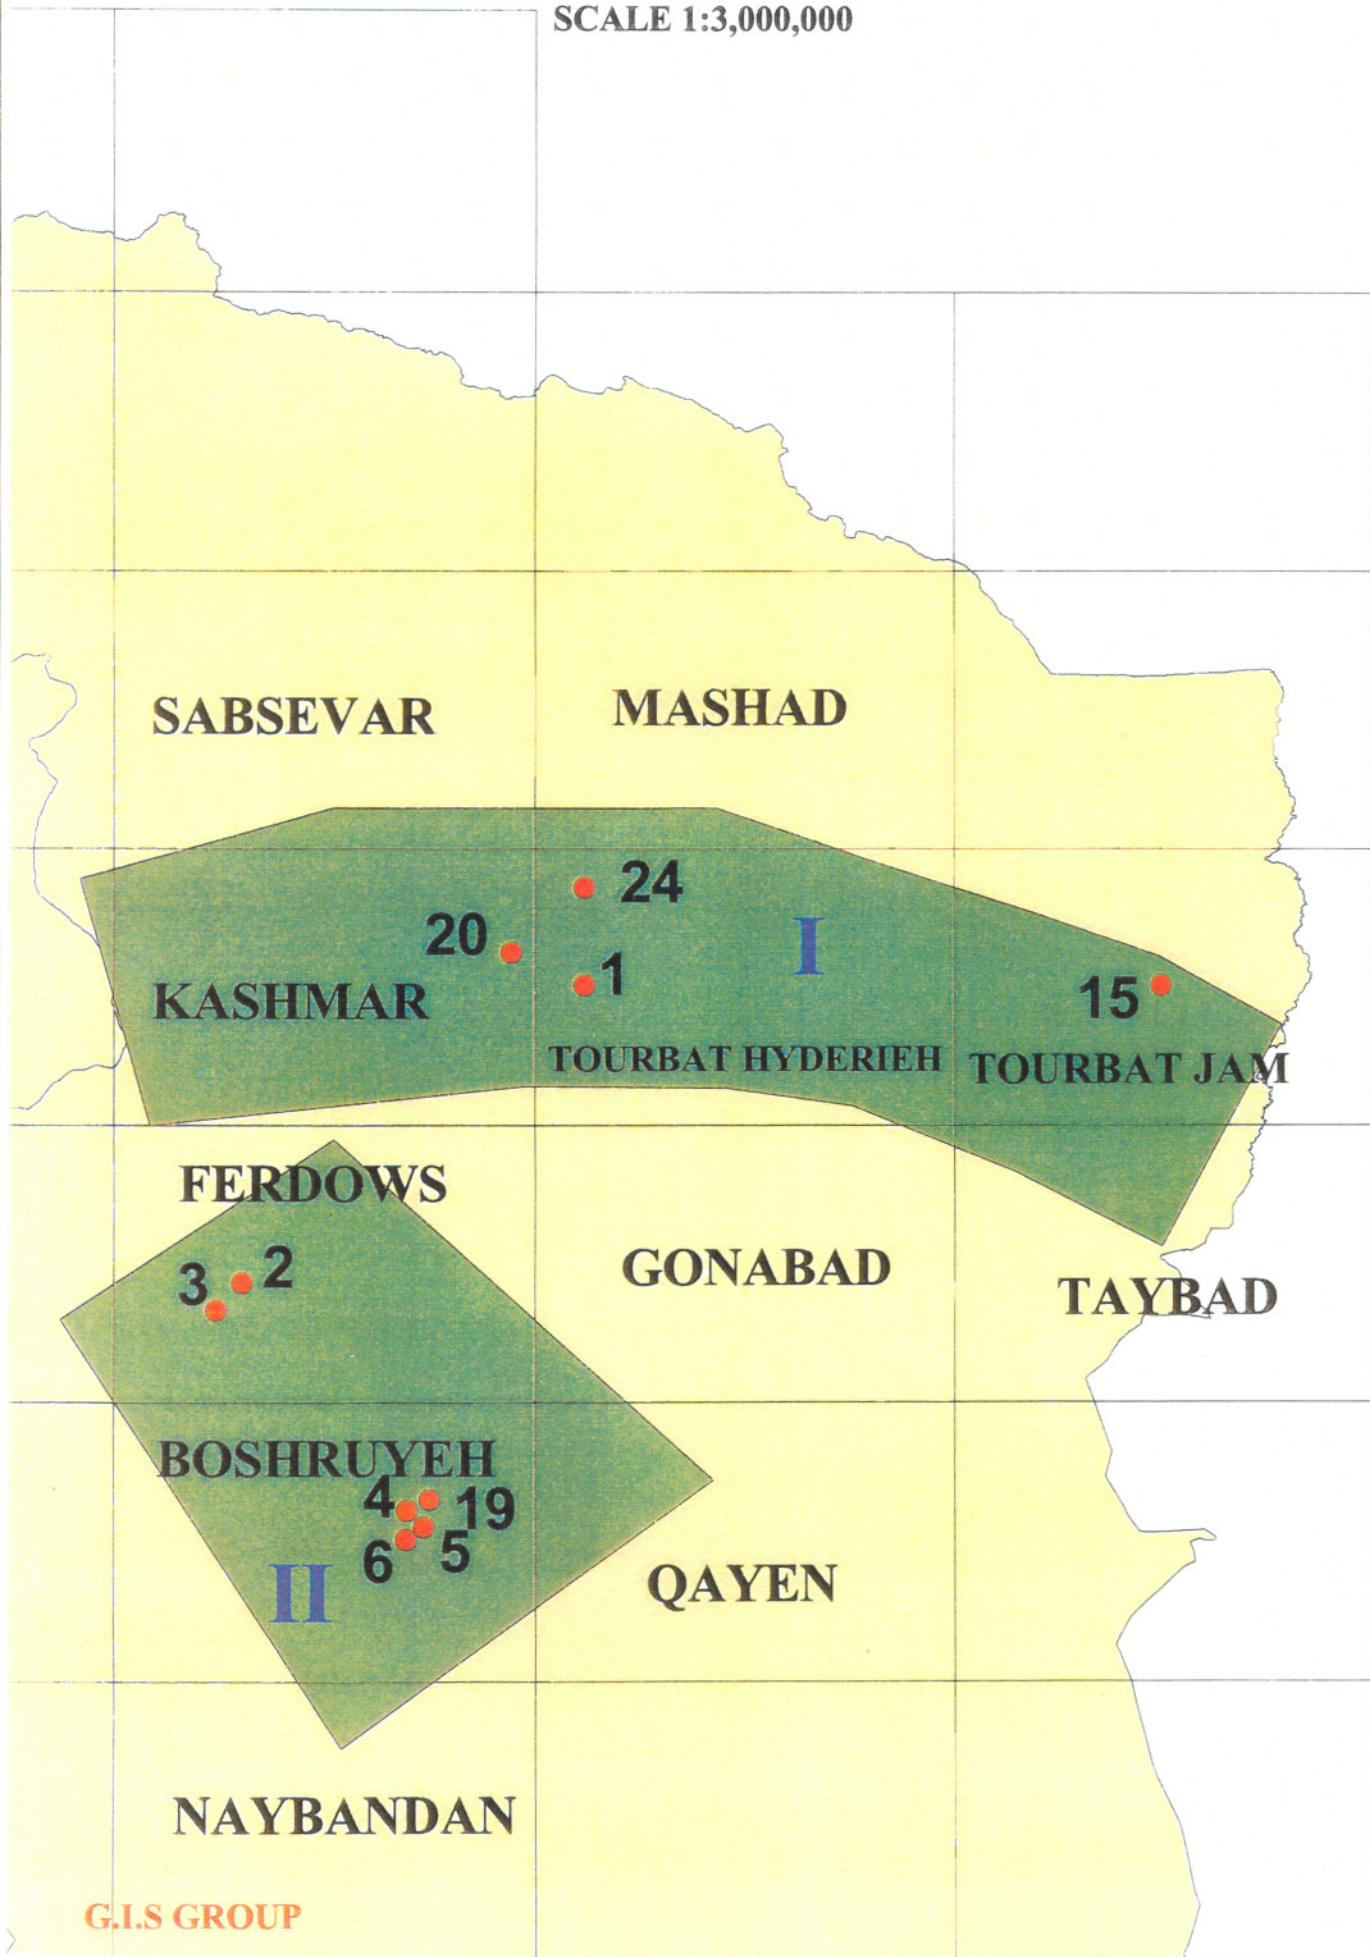 SCALE 1:3,000,000
SABSEVAR
MASHAD
24
20
I
1
15
KASHMAR
TOURBAT HYDERIEH
TOURBAT JAM
FERDOWS
GONABAD
3
2
TAYBAD
BOSHRUYEH
4
19
5
6
II
QAYEN
NAYBANDAN
G.I.S GROUP